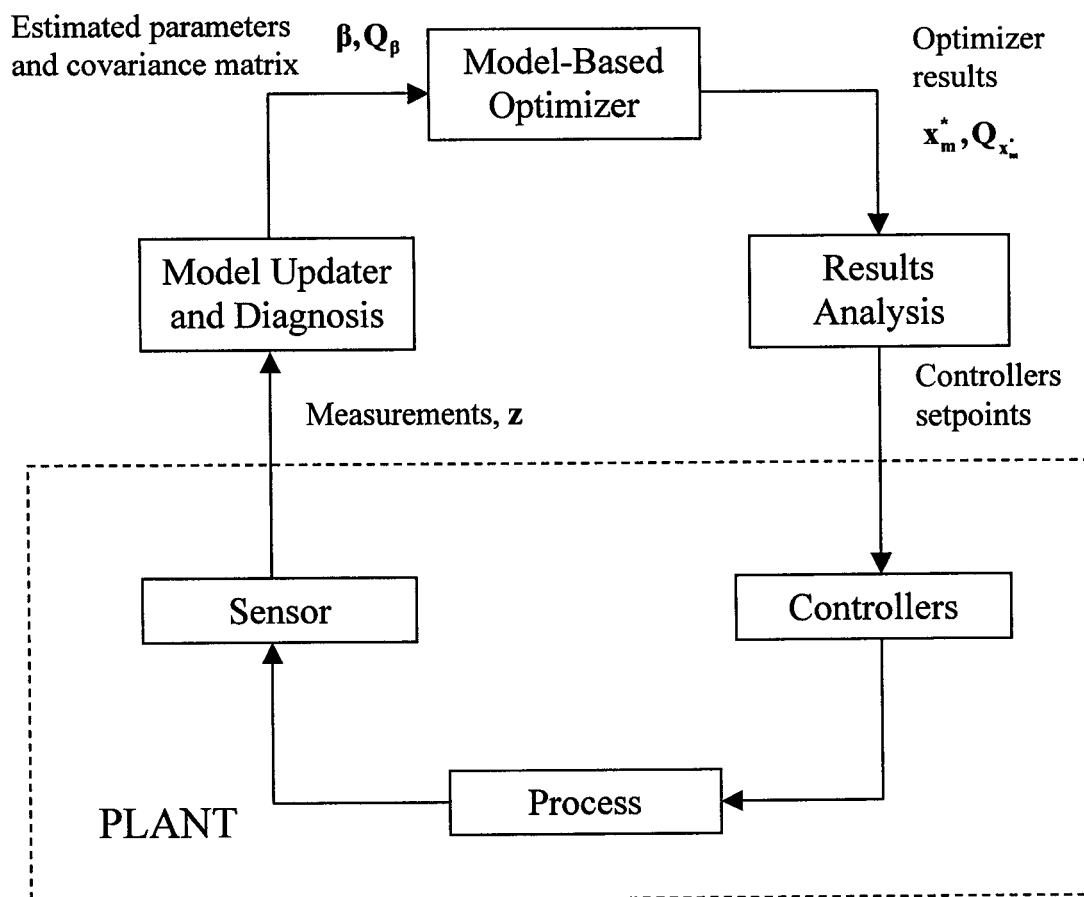 Estimated parameters
and covariance matrix
β, Q_β
Model-Based
Optimizer
Optimizer
results
x*_m, Q_x*_m
Model Updater
and Diagnosis
Results
Analysis
Measurements, z
Controllers
setpoints
Sensor
Controllers
Process
PLANT